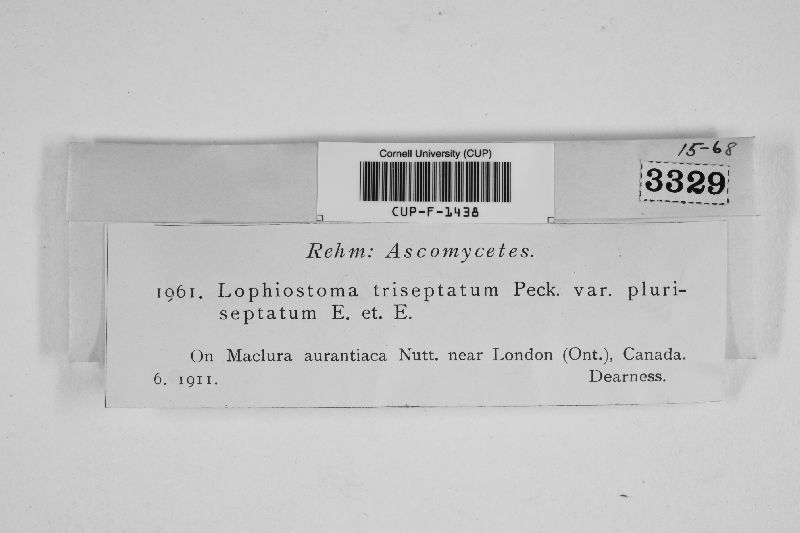 Cornell University (CUP)
CUP-F-1438
15-68
3329
Rehm: Ascomycetes.
1961. Lophiostoma triseptatum Peck. var. pluri-
septatum E. et. E.
On Maclura aurantiaca Nutt. near London (Ont.), Canada.
6. 1911. Dearness.